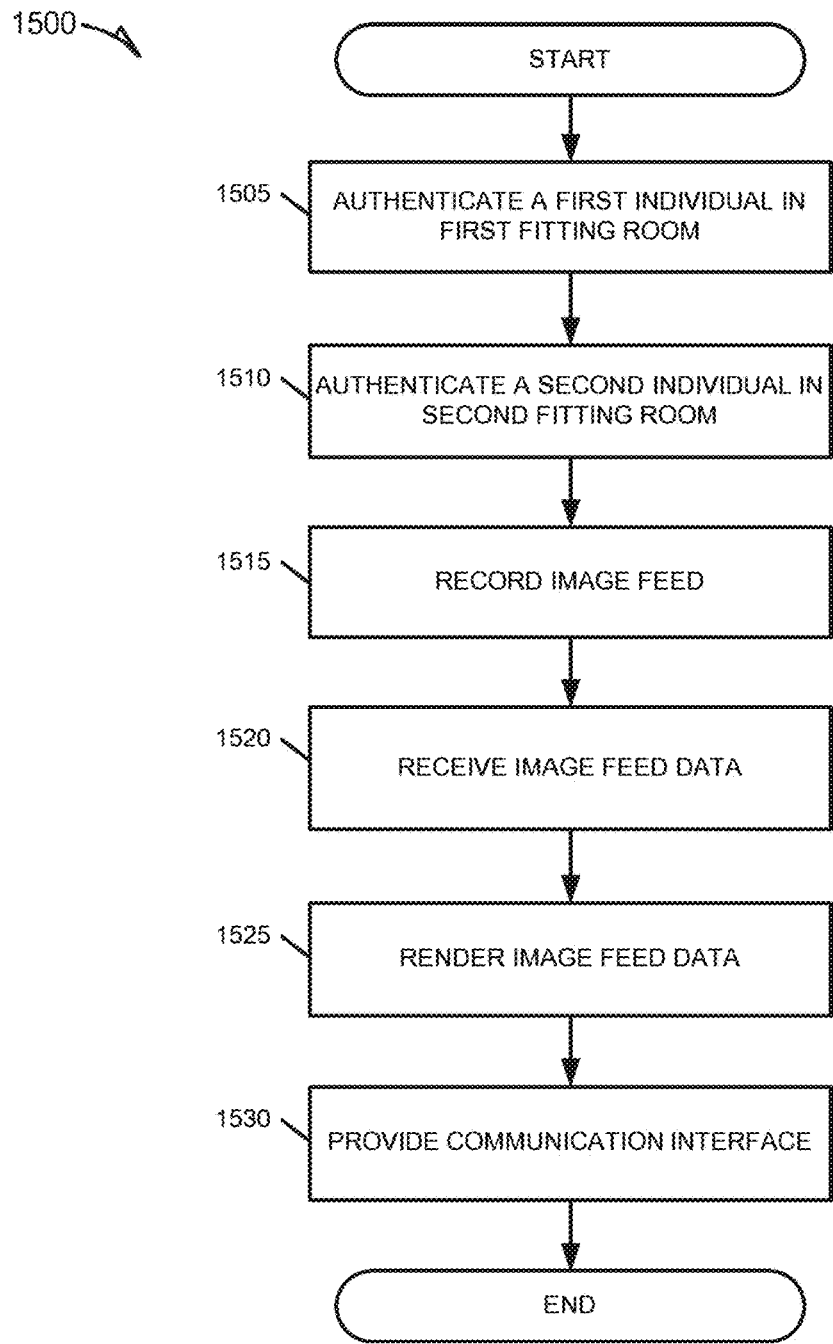 1500
START
1505
AUTHENTICATE A FIRST INDIVIDUAL IN
FIRST FITTING ROOM
1510
AUTHENTICATE A SECOND INDIVIDUAL IN
SECOND FITTING ROOM
1515
RECORD IMAGE FEED
1520
RECEIVE IMAGE FEED DATA
1525
RENDER IMAGE FEED DATA
1530
PROVIDE COMMUNICATION INTERFACE
END